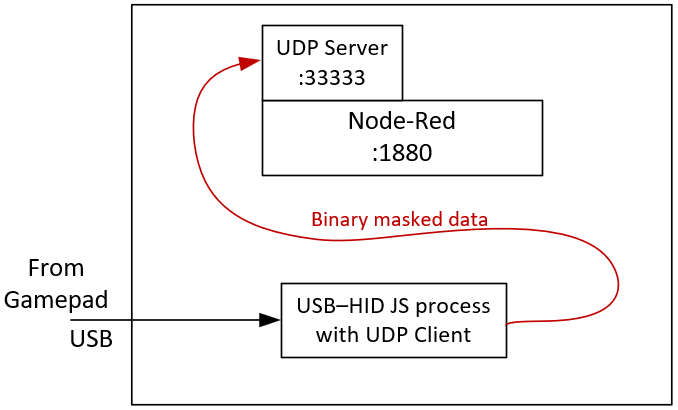 UDP Server
:33333
Node-Red
:1880
Binary masked data
From
Gamepad
USB
USB–HID JS process
with UDP Client